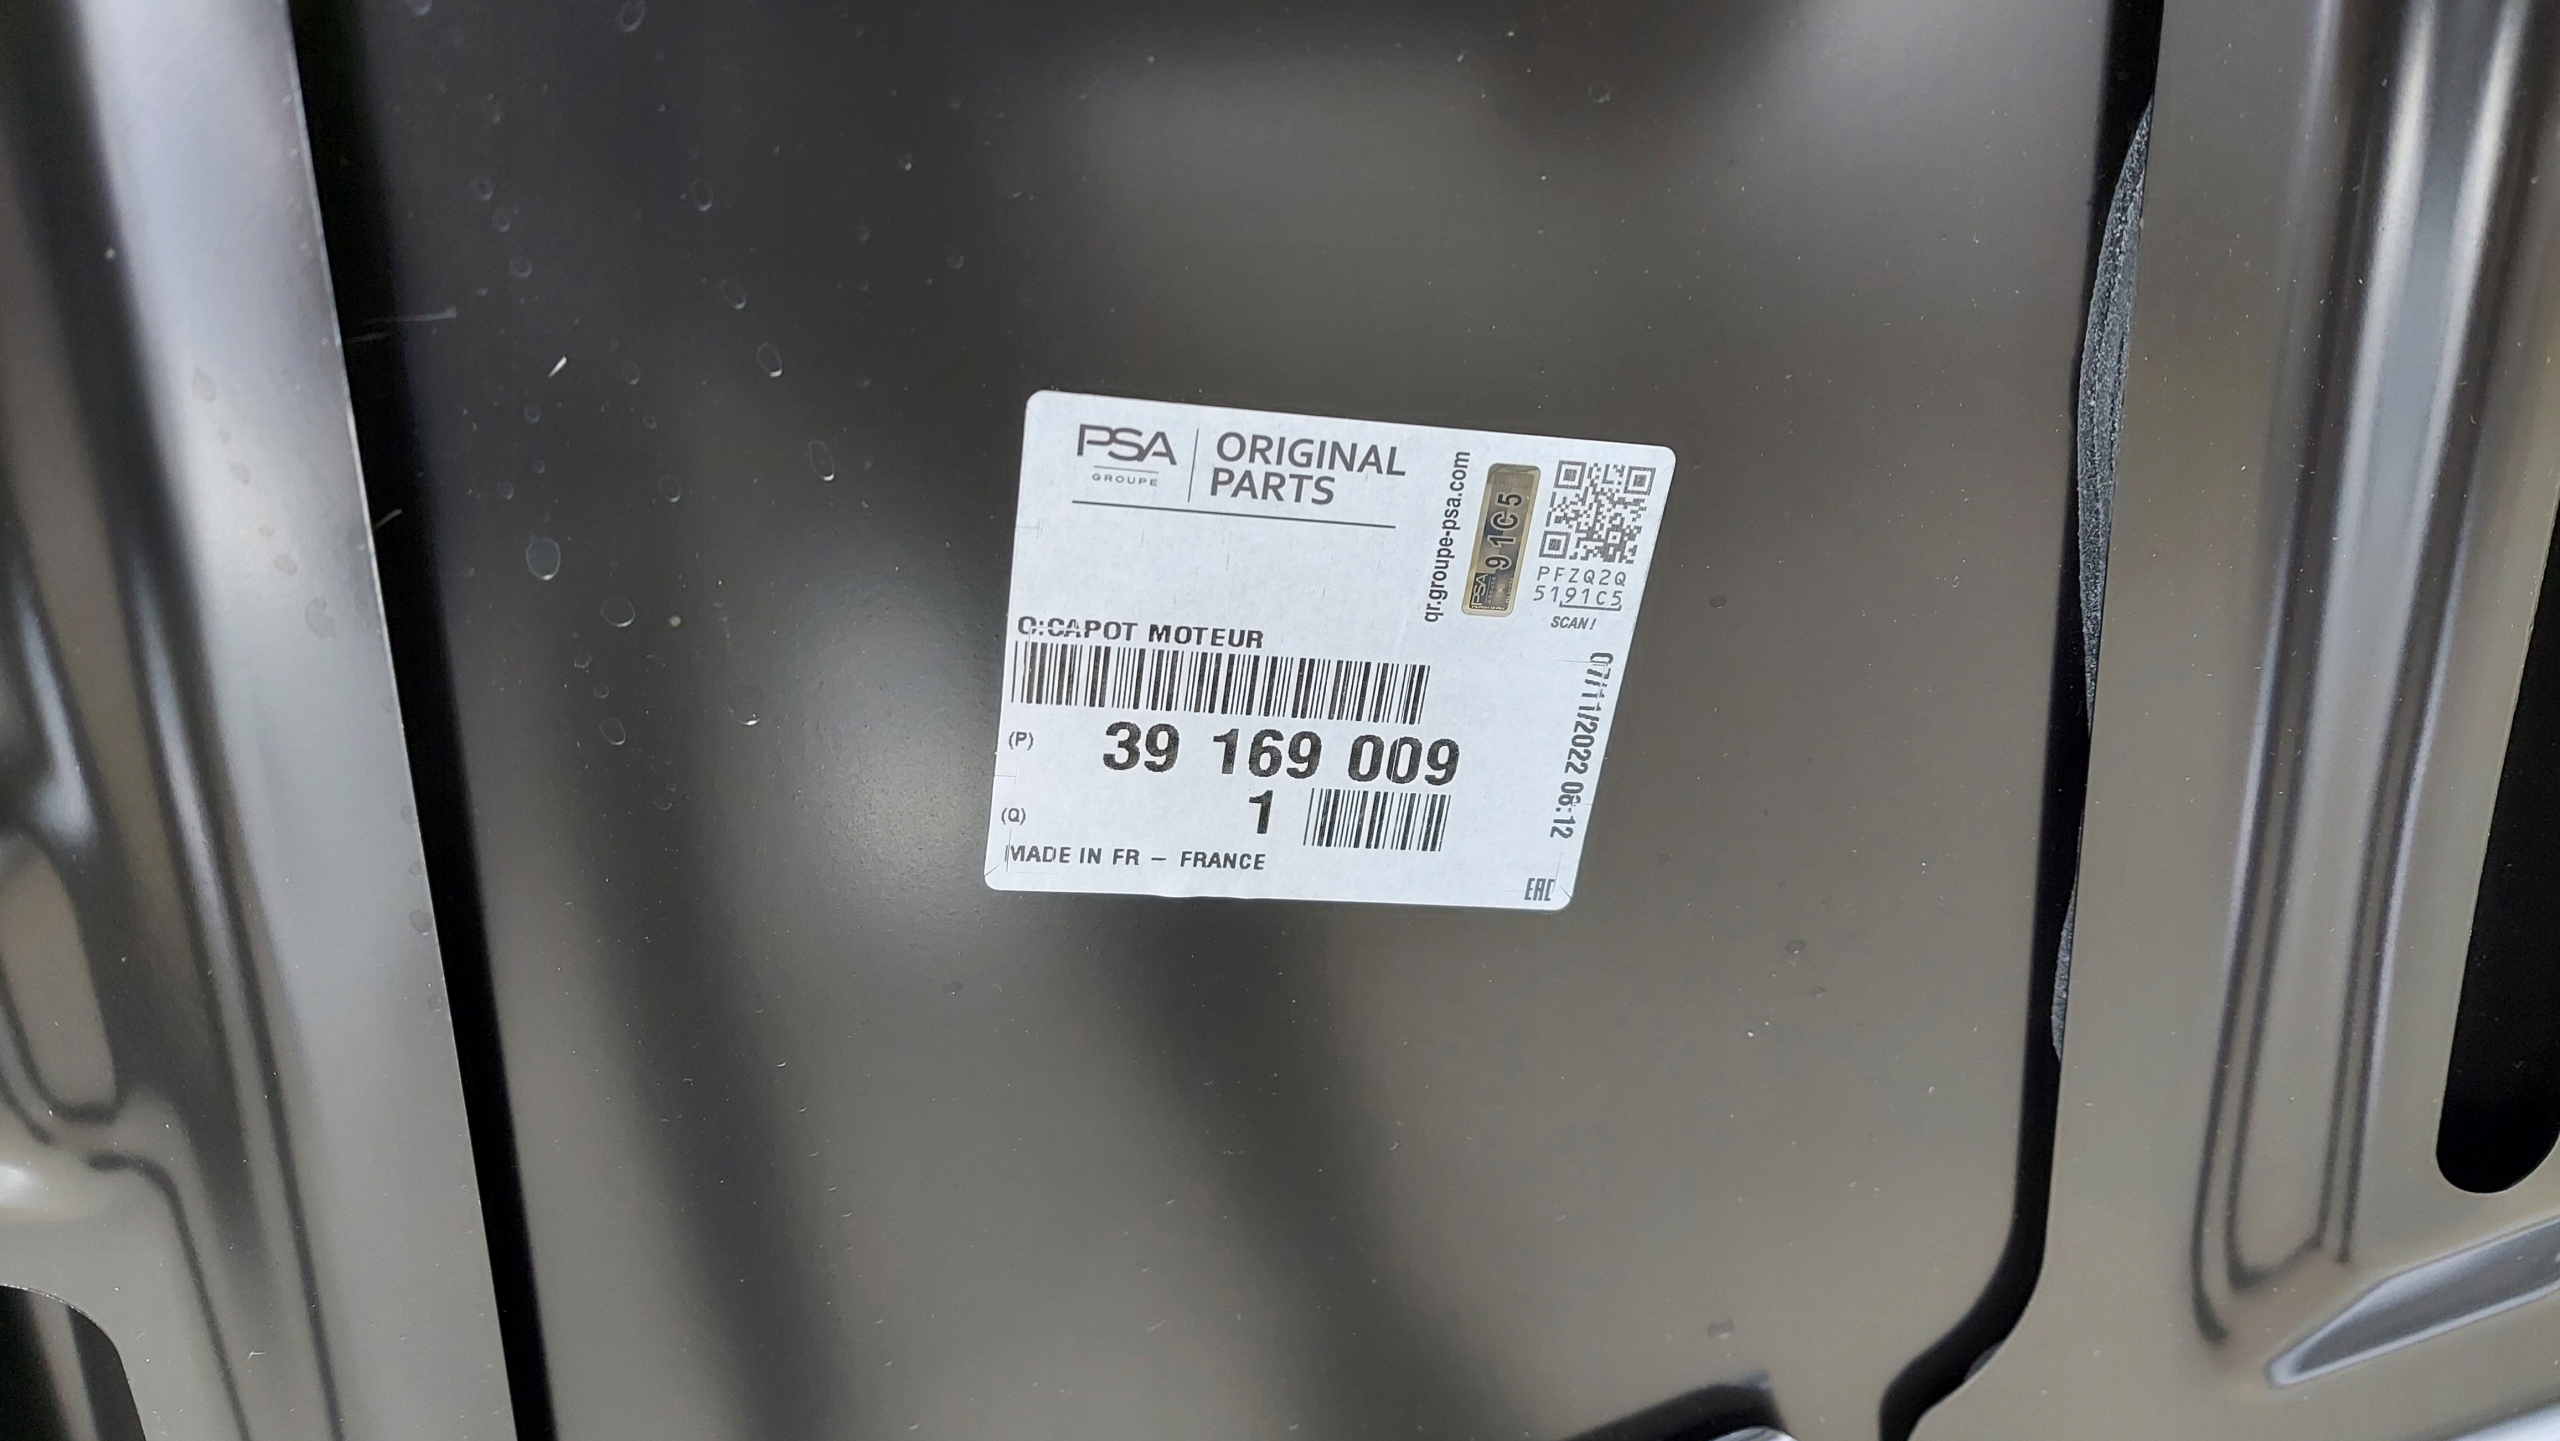 PSA
GROUPE
ORIGINAL
PARTS
qr.groupe-psa.com
91C5
PSA
PFZQ2Q
5191C5
SCAN!
O:CAPOT MOTEUR
(P) 39 169 009
(Q) 1
MADE IN FR – FRANCE
07/11/2022 06:12
EAC